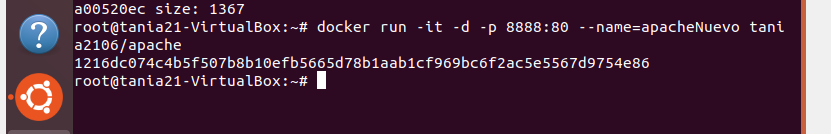 a00520ec size: 1367
root@tania21-VirtualBox:~# docker run -it -d -p 8888:80 --name=apacheNuevo tani
a2106/apache
1216dc074c4b5f507b8b10efb5665d78b1aab1cf969bc6f2ac5e5567d9754e86
root@tania21-VirtualBox:~#